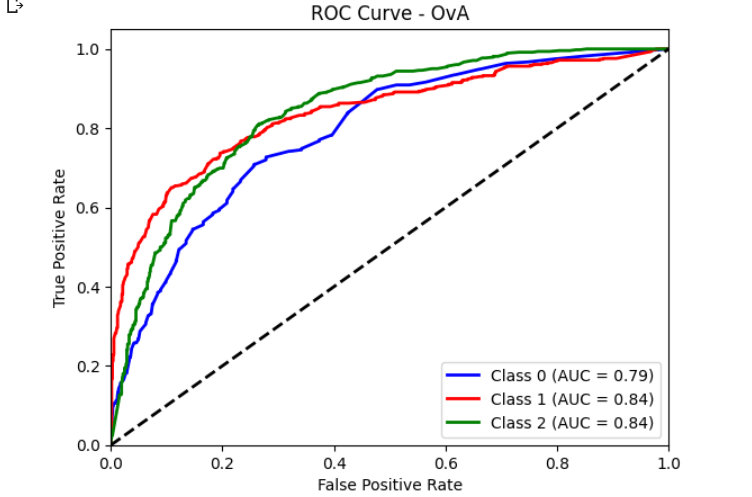 ROC Curve - OvA
True Positive Rate
1.0
0.8
0.6
0.4
0.2
0.0
Class 0 (AUC = 0.79)
Class 1 (AUC = 0.84)
Class 2 (AUC = 0.84)
0.0 0.2 0.4 0.6 0.8 1.0
False Positive Rate